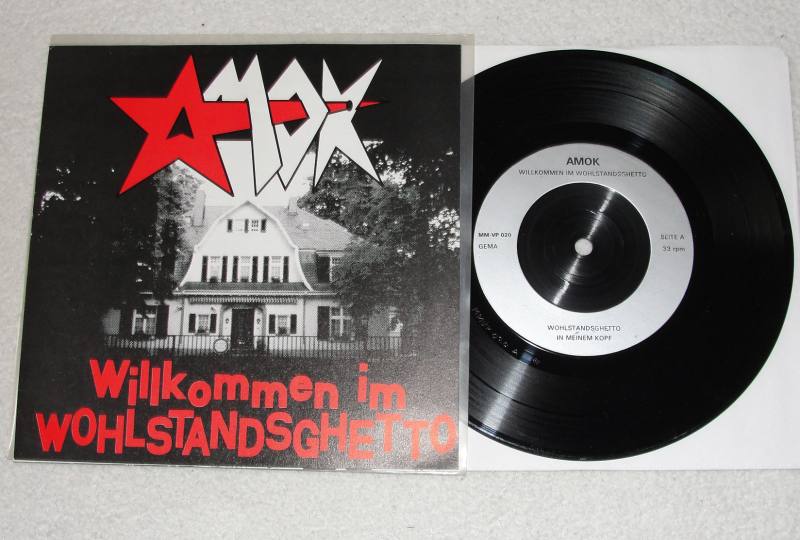 AMOK
Willkommen im
WOHLSTANDSGHETTO
AMOK
WILLKOMMEN IM WOHLSTANDSGHETTO
MM-VP 020
GEMA
SEITE A
33 rpm
WOHLSTANDSGHETTO
IN MEINEM KOPF